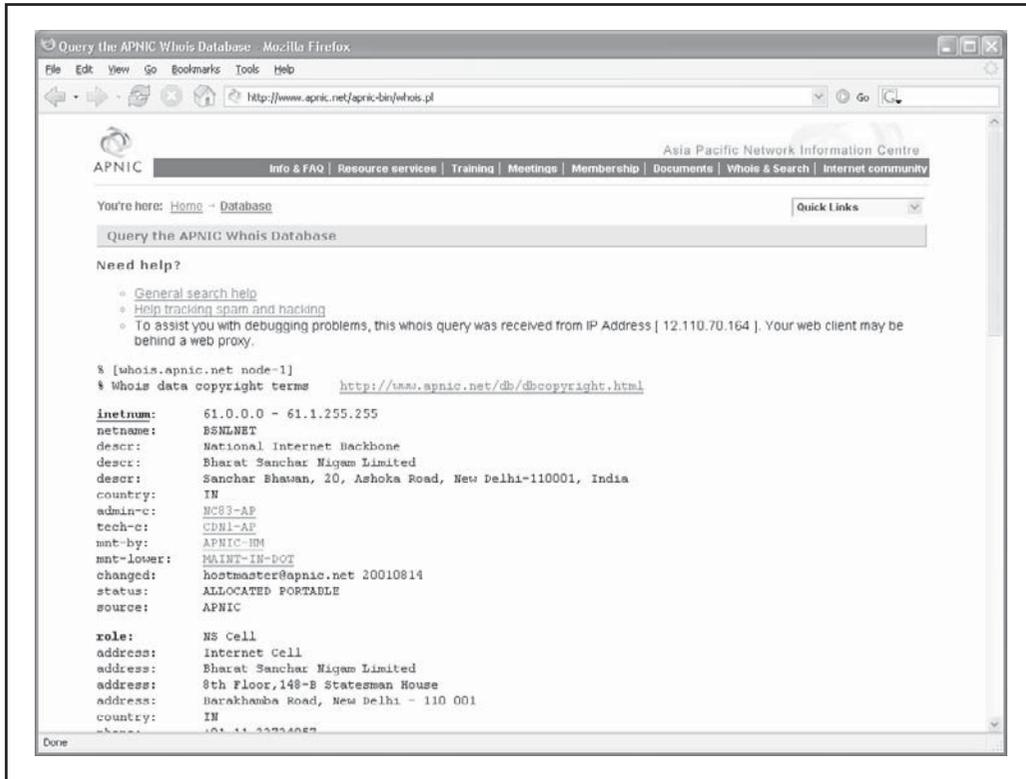 Query the APNIC Whois Database - Mozilla Firefox
File Edit View Go Bookmarks Tools Help
http://www.apnic.net/apnic-bin/whois.pl
Go
G
APNIC
Asia Pacific Network Information Centre
Info & FAQ | Resource services | Training | Meetings | Membership | Documents | Whois & Search | Internet community
You're here: Home → Database
Quick Links
Query the APNIC Whois Database
Need help?
General search help
Help tracking spam and hacking
To assist you with debugging problems, this whois query was received from IP Address [ 12.110.70.164 ]. Your web client may be
behind a web proxy.
% [whois.apnic.net node-1]
% Whois data copyright terms http://www.apnic.net/db/dbcopyright.html
inetnum: 61.0.0.0 - 61.1.255.255
netname: BSNLNET
descr: National Internet Backbone
descr: Bharat Sanchar Nigam Limited
descr: Sanchar Bhawan, 20, Ashoka Road, New Delhi-110001, India
country: IN
admin-c: NC83-AP
tech-c: CDN1-AP
mnt-by: APNIC-HM
mnt-lower: MAINT-IN-DOT
changed: hostmaster@apnic.net 20010814
status: ALLOCATED PORTABLE
source: APNIC
role: NS Cell
address: Internet Cell
address: Bharat Sanchar Nigam Limited
address: 8th Floor,148-B Statesman House
address: Barakhamba Road, New Delhi - 110 001
country: IN
Done